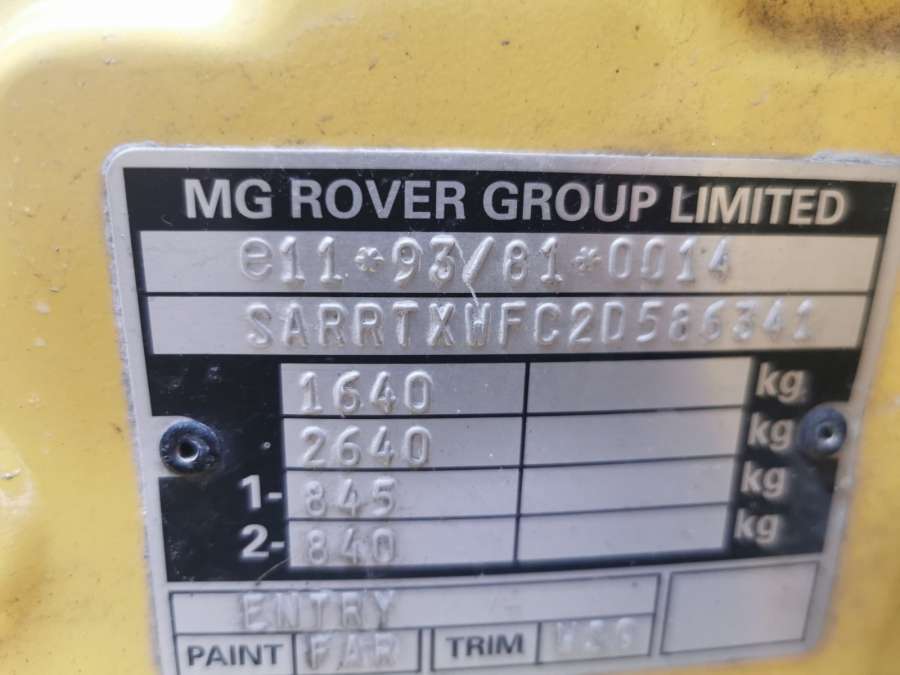 MG ROVER GROUP LIMITED
e11*93/81*0014
SARRTXWFC2D586341
1640 kg
2640 kg
1- 845 kg
2- 840 kg
ENTRY
PAINT FAR TRIM